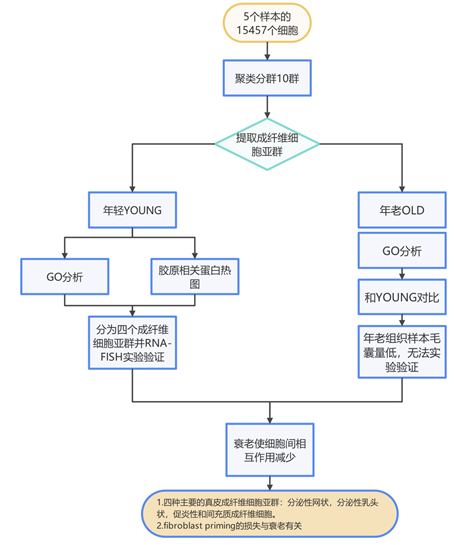 5个样本的
15457个细胞
聚类分群10群
提取成纤维细
胞亚群
年轻YOUNG
年老OLD
GO分析
胶原相关蛋白热
图
GO分析
和YOUNG对比
分为四个成纤维
细胞亚群并RNA-
FISH实验验证
年老组织样本毛
囊量低，无法实
验验证
衰老使细胞间相
互作用减少
1.四种主要的真皮成纤维细胞亚群：分泌性网状，分泌性乳头
状，促炎性和间充质成纤维细胞。
2.fibroblast priming的损失与衰老有关